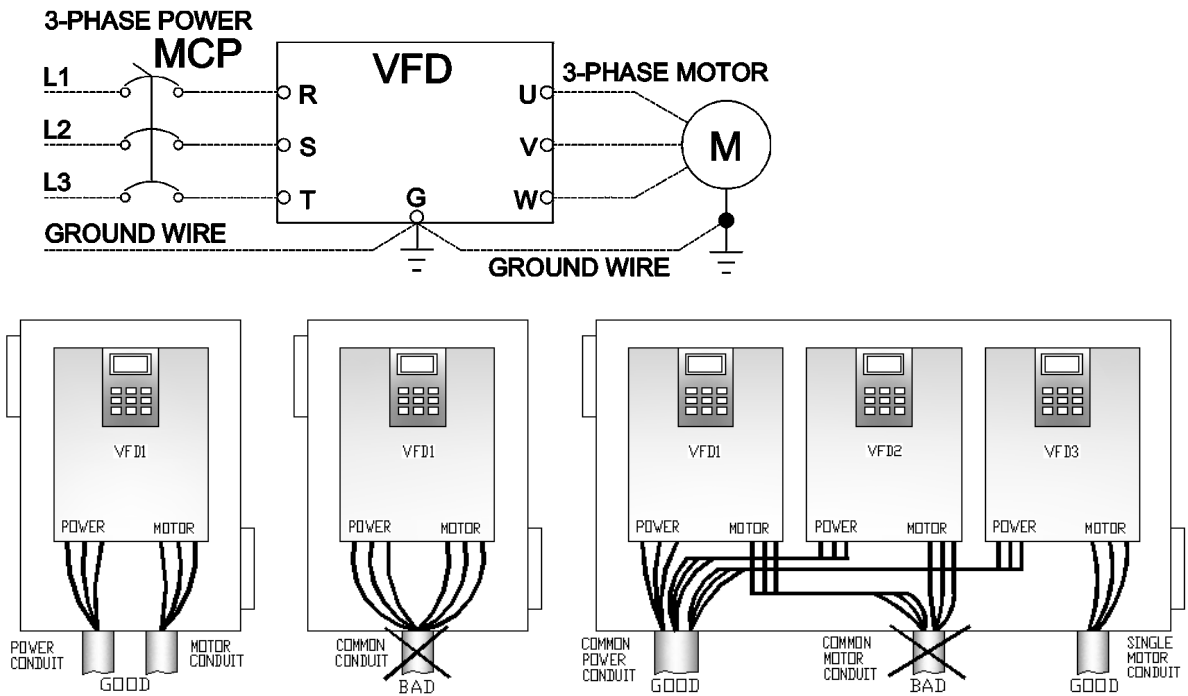 3-PHASE POWER
MCP
VFD
3-PHASE MOTOR
L1
R
U
L2
S
V
M
L3
T
G
W
GROUND WIRE
GROUND WIRE
VFD1
VFD1
VFD1
VFD2
VFD3
POWER MOTOR
POWER MOTOR
POWER MOTOR
POWER MOTOR
POWER MOTOR
POWER
CONDUIT
MOTOR
CONDUIT
GOOD
COMMON
CONDUIT
BAD
COMMON
POWER
CONDUIT
GOOD
COMMON
MOTOR
CONDUIT
BAD
GOOD
SINGLE
MOTOR
CONDUIT